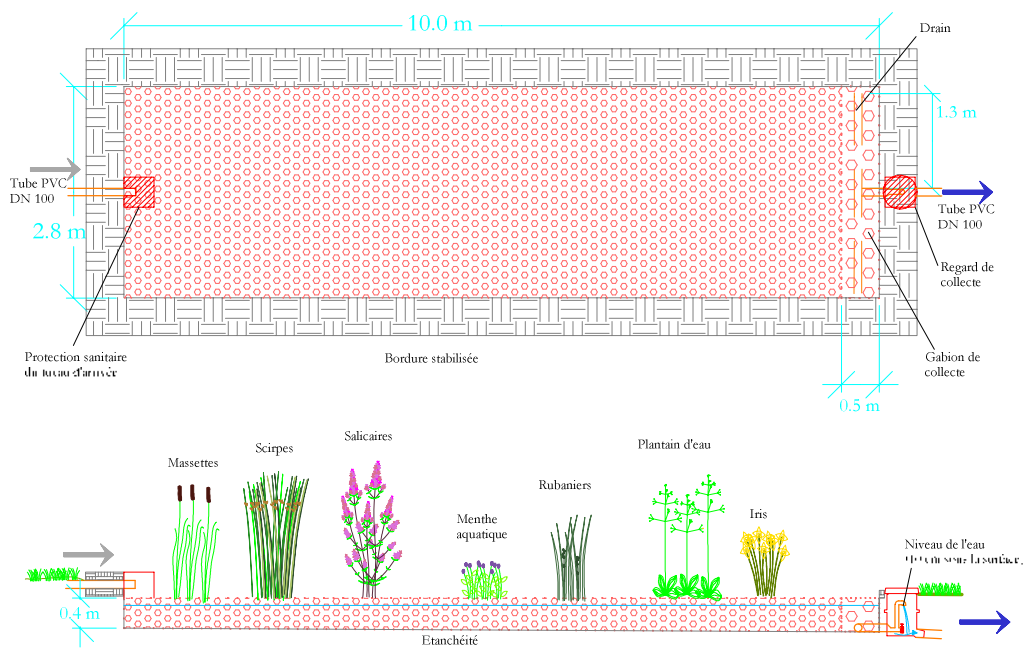 10.0 m
Drain
1.3 m
Tube PVC
DN 100
2.8 m
Tube PVC
DN 100
Regard de
collecte
Protection sanitaire
Bordure stabilisée
Gabion de
collecte
0.5 m
Massettes
Scirpes
Salicaires
Menthe
aquatique
Rubaniers
Plantain d'eau
Iris
Niveau de l'eau
0.4 m
Etanchéité